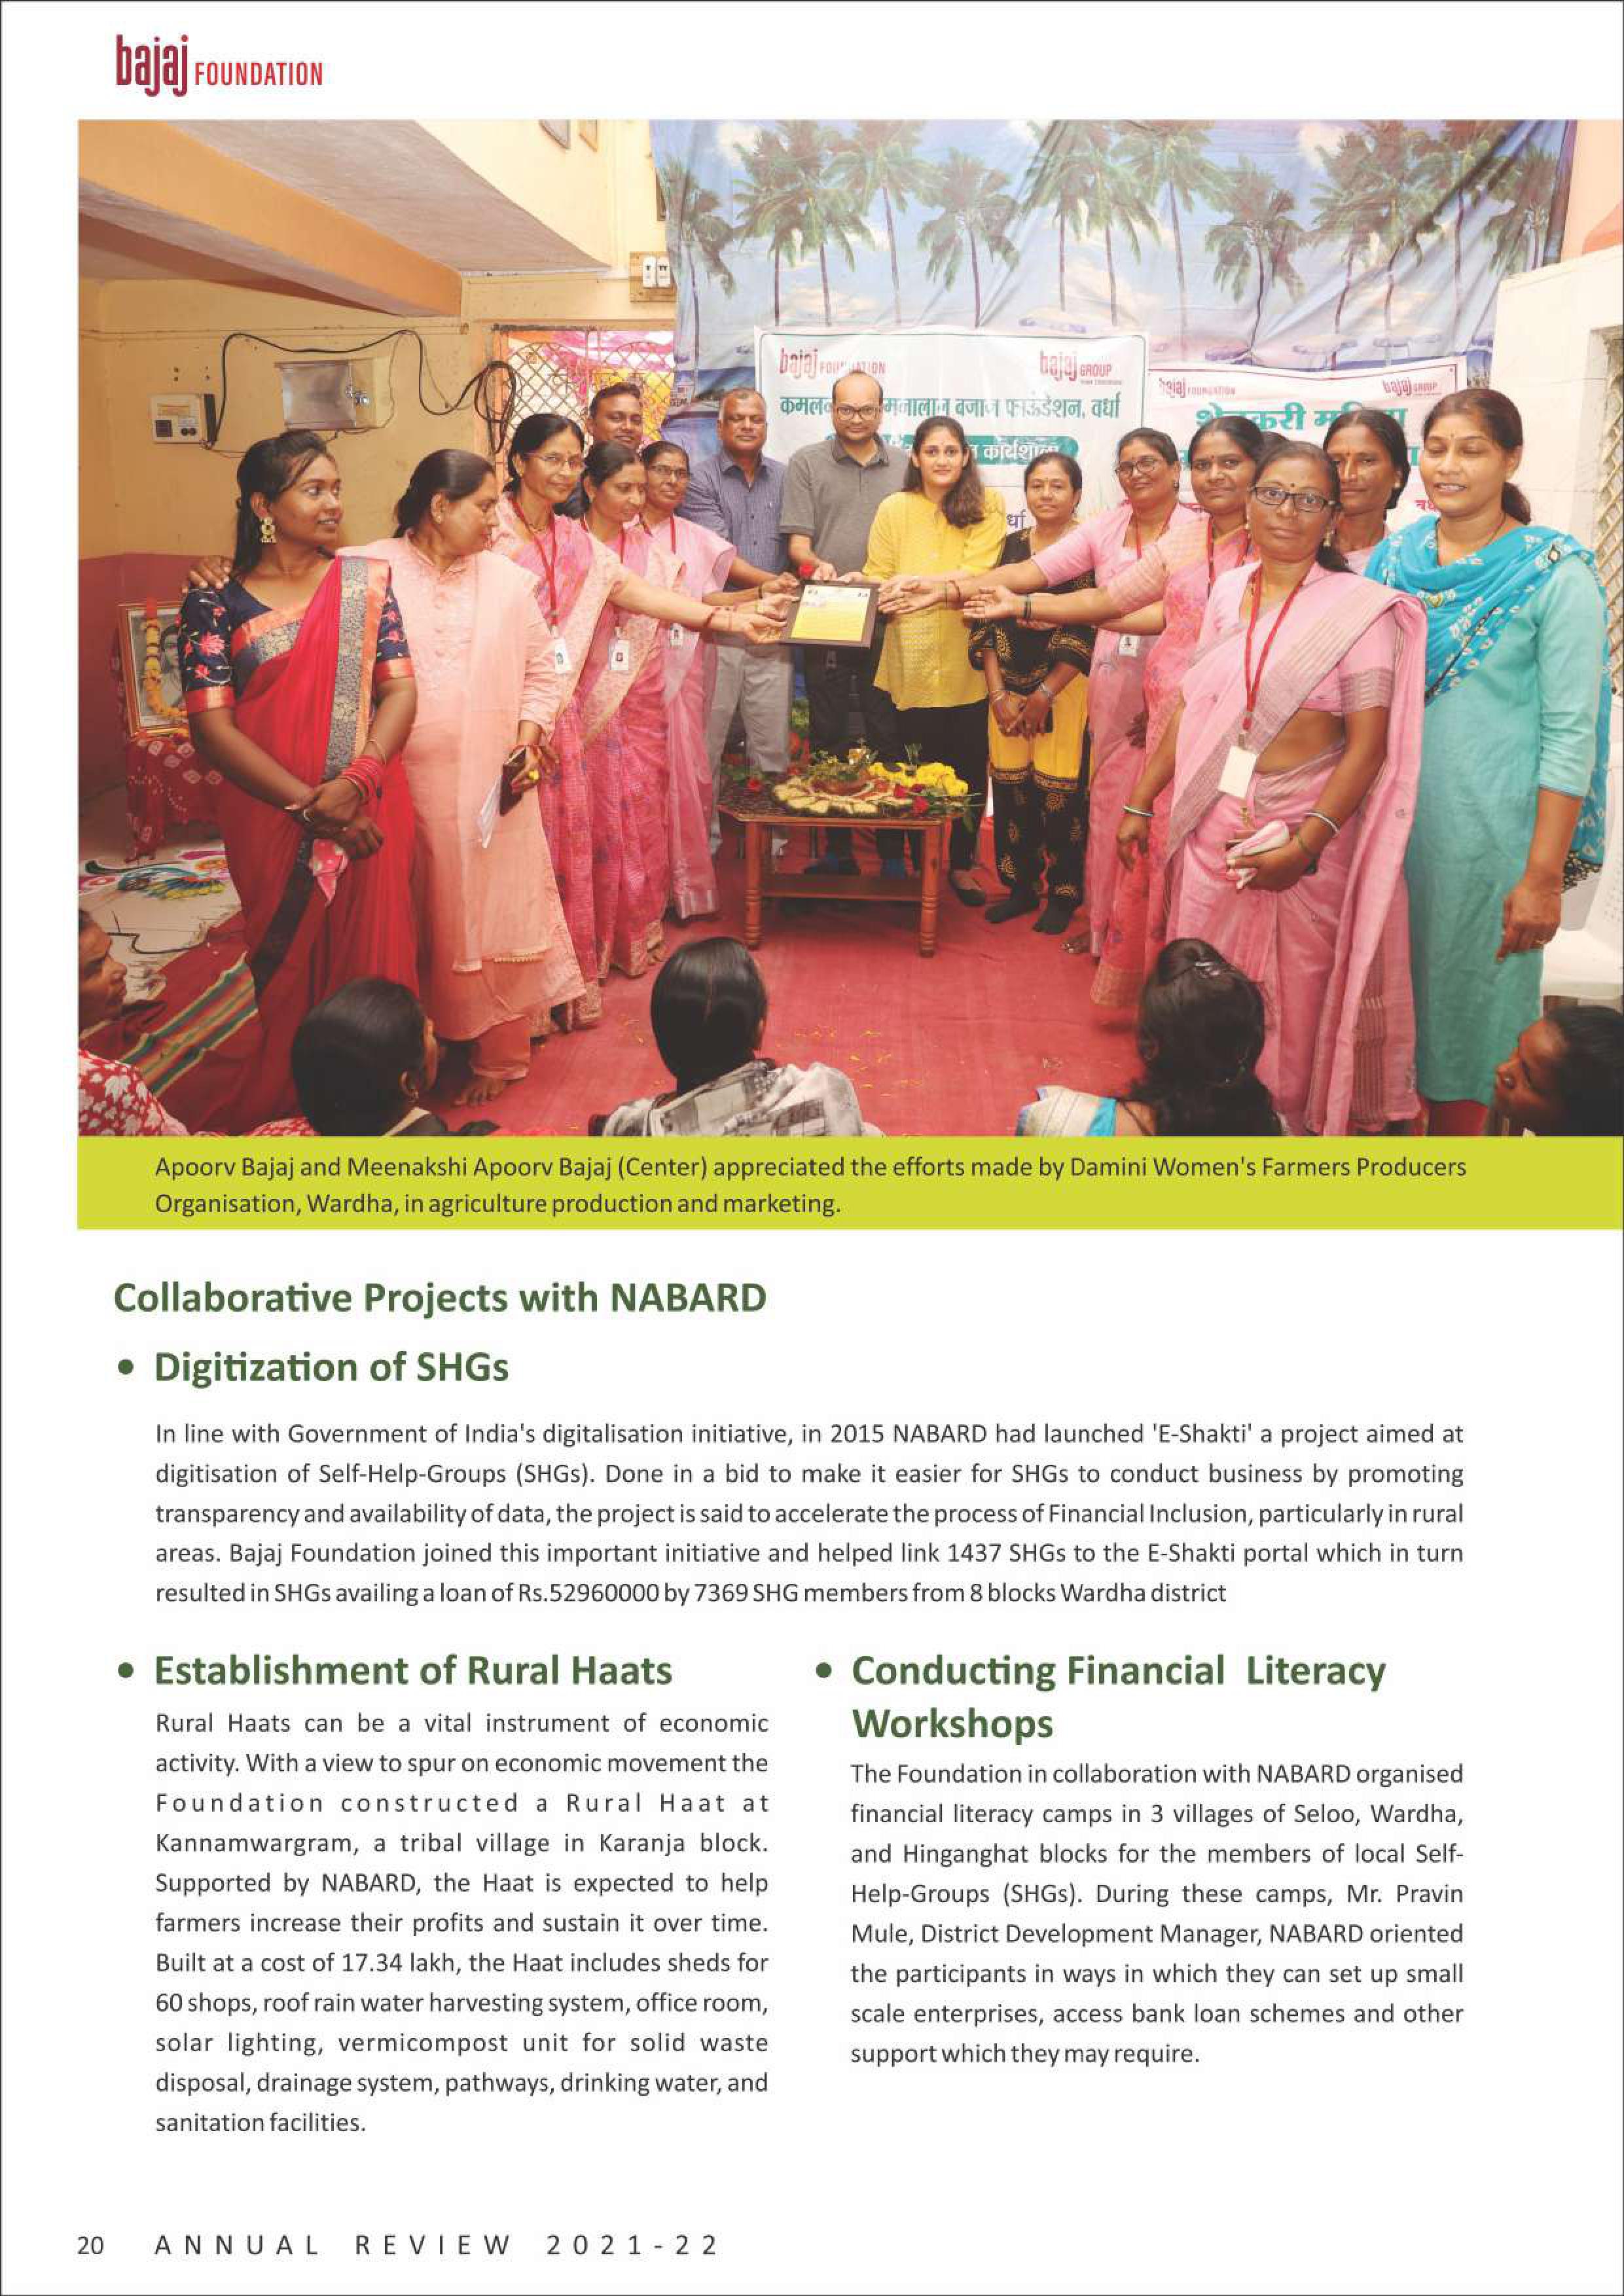 bajaj FOUNDATION
bajaj FOUNDATION bajaj GROUP
बजाज फाऊंडेशन, वर्धा
कार्यशाळा
bajaj FOUNDATION bajaj GROUP
Apoorv Bajaj and Meenakshi Apoorv Bajaj (Center) appreciated the efforts made by Damini Women's Farmers Producers
Organisation, Wardha, in agriculture production and marketing.
Collaborative Projects with NABARD
• Digitization of SHGs
In line with Government of India's digitalisation initiative, in 2015 NABARD had launched 'E-Shakti' a project aimed at
digitisation of Self-Help-Groups (SHGs). Done in a bid to make it easier for SHGs to conduct business by promoting
transparency and availability of data, the project is said to accelerate the process of Financial Inclusion, particularly in rural
areas. Bajaj Foundation joined this important initiative and helped link 1437 SHGs to the E-Shakti portal which in turn
resulted in SHGs availing a loan of Rs.52960000 by 7369 SHG members from 8 blocks Wardha district
• Establishment of Rural Haats
Rural Haats can be a vital instrument of economic
activity. With a view to spur on economic movement the
Foundation constructed a Rural Haat at
Kannamwargram, a tribal village in Karanja block.
Supported by NABARD, the Haat is expected to help
farmers increase their profits and sustain it over time.
Built at a cost of 17.34 lakh, the Haat includes sheds for
60 shops, roof rain water harvesting system, office room,
solar lighting, vermicompost unit for solid waste
disposal, drainage system, pathways, drinking water, and
sanitation facilities.
• Conducting Financial Literacy
Workshops
The Foundation in collaboration with NABARD organised
financial literacy camps in 3 villages of Seloo, Wardha,
and Hinganghat blocks for the members of local Self-
Help-Groups (SHGs). During these camps, Mr. Pravin
Mule, District Development Manager, NABARD oriented
the participants in ways in which they can set up small
scale enterprises, access bank loan schemes and other
support which they may require.
20 ANNUAL REVIEW 2021-22